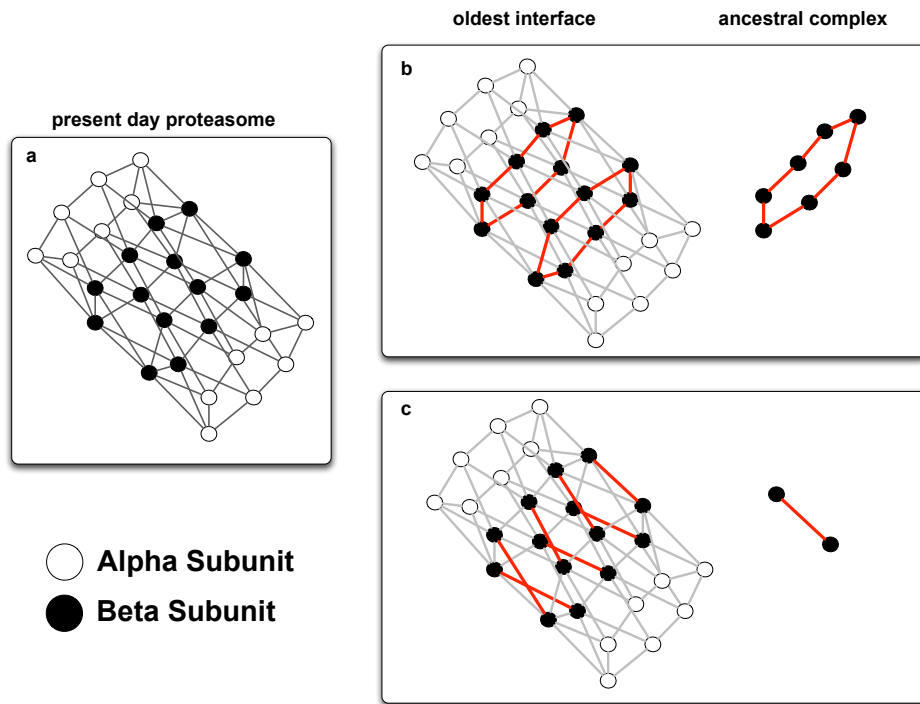 oldest interface
ancestral complex
b
present day proteasome
a
c
Alpha Subunit
Beta Subunit